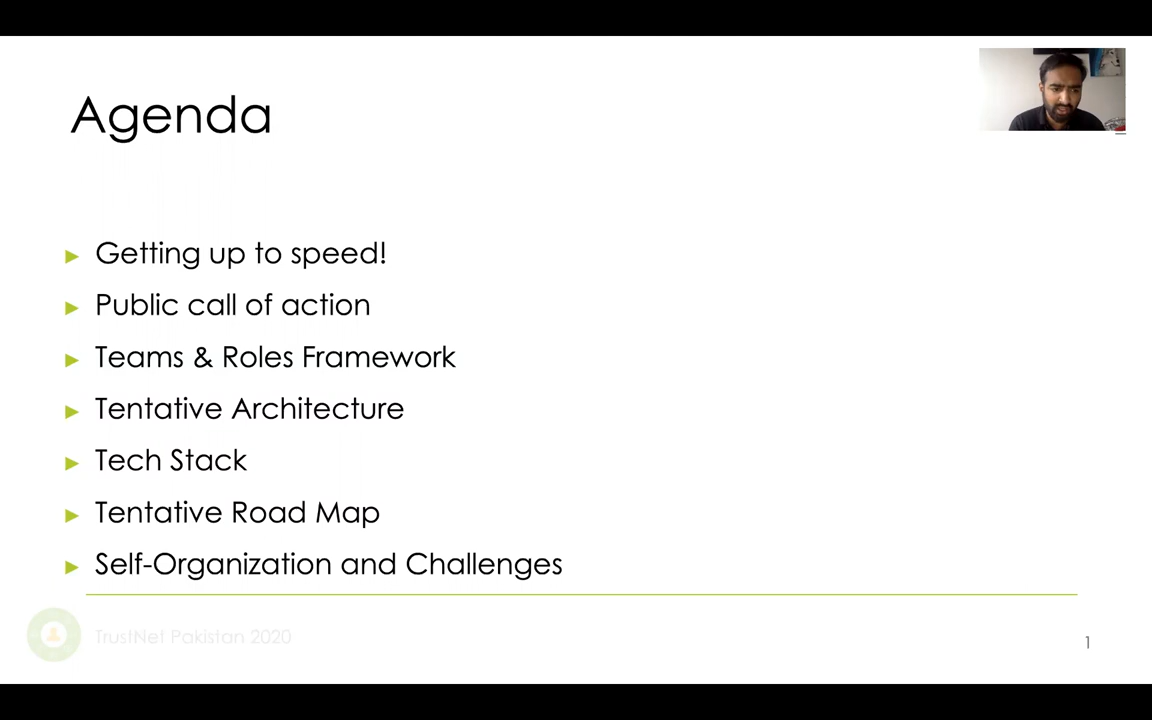 Agenda
Getting up to speed!
Public call of action
Teams & Roles Framework
Tentative Architecture
Tech Stack
Tentative Road Map
Self-Organization and Challenges
TrustNet Pakistan 2020
1